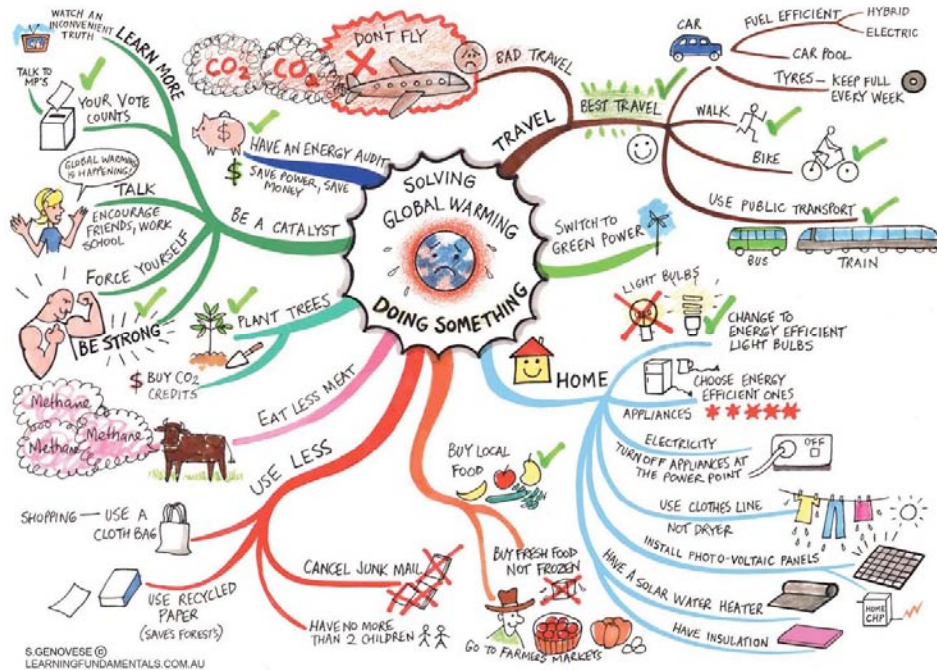 SOLVING
GLOBAL WARMING
DOING SOMETHING
TRAVEL
BAD TRAVEL
DON'T FLY
CO2
CO2
BEST TRAVEL
CAR
FUEL EFFICIENT
HYBRID
ELECTRIC
CAR POOL
TYRES — KEEP FULL
EVERY WEEK
WALK
BIKE
USE PUBLIC TRANSPORT
BUS
TRAIN
SWITCH TO
GREEN POWER
HOME
LIGHT BULBS
CHANGE TO
ENERGY EFFICIENT
LIGHT BULBS
APPLIANCES
CHOOSE ENERGY
EFFICIENT ONES
ELECTRICITY
TURN OFF APPLIANCES AT
THE POWER POINT
OFF
USE CLOTHES LINE
NOT DRYER
INSTALL PHOTO-VOLTAIC PANELS
HOME
CHP
HAVE A SOLAR WATER HEATER
HAVE INSULATION
BUY LOCAL
FOOD
BUY FRESH FOOD
NOT FROZEN
GO TO FARMERS MARKETS
USE LESS
SHOPPING — USE A
CLOTH BAG
USE RECYCLED
PAPER
(SAVE'S FOREST'S)
CANCEL JUNK MAIL
HAVE NO MORE
THAN 2 CHILDREN
EAT LESS MEAT
Methane
Methane
Methane
PLANT TREES
$ BUY CO2
CREDITS
BE A CATALYST
LEARN MORE
WATCH AN
INCONVENIENT
TRUTH
TALK TO
MP'S
YOUR VOTE
COUNTS
TALK
GLOBAL WARMING
IS HAPPENING!
ENCOURAGE
FRIENDS, WORK
SCHOOL
FORCE YOURSELF
BE STRONG
HAVE AN ENERGY AUDIT
$ SAVE POWER, SAVE
MONEY
$
S.GENOVESE ©
LEARNINGFUNDAMENTALS.COM.AU